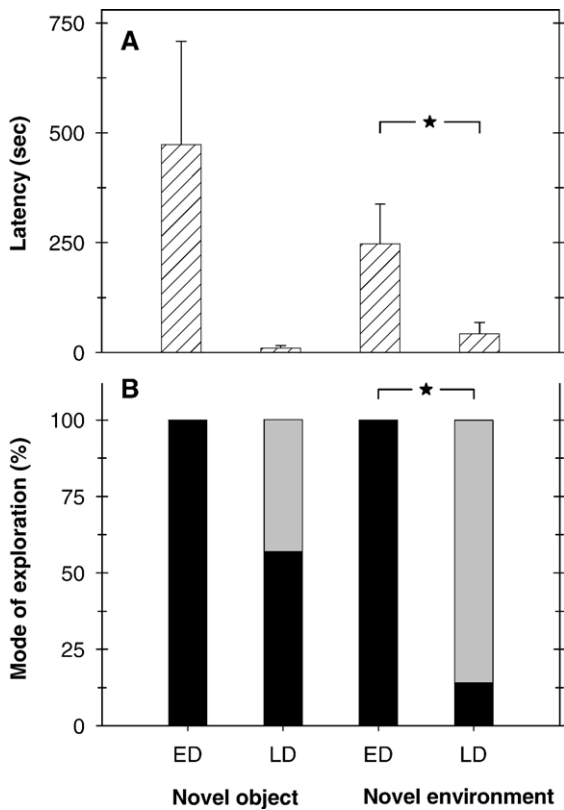 A
750
500
250
0
Latency (sec)
★
B
100
75
50
25
0
Mode of exploration (%)
★
ED LD ED LD
Novel object Novel environment